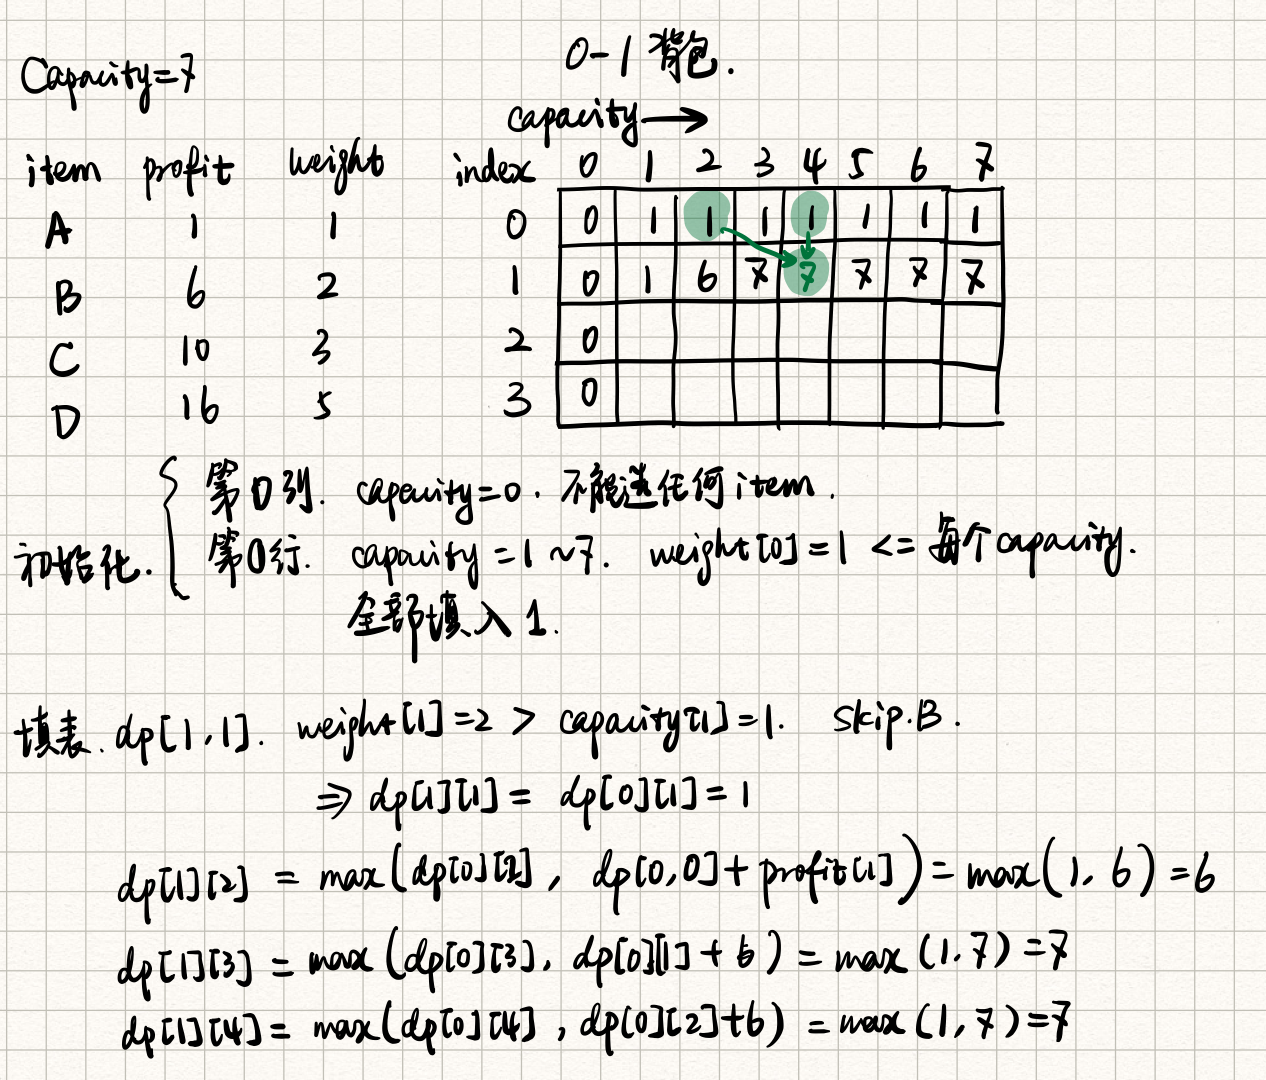 0-1 背包.
Capacity=7
capacity→
item profit weight index 0 1 2 3 4 5 6 7
A 1 1 0 0 1 1 1 1 1 1 1
B 6 2 1 0 1 6 7 7 7 7 7
C 10 3 2 0
D 16 5 3 0
初始化. { 第0列. capacity=0. 不能选任何item.
第0行. capacity=1~7. weight[0]=1 <= 每个capacity.
全部填入1.
填表. dp[1,1]. weight[1]=2 > capacity[1]=1. skip.B.
⇒ dp[1][1] = dp[0][1]=1
dp[1][2] = max(dp[0][2], dp[0,0]+profit[1]) = max(1, 6) =6
dp[1][3] = max(dp[0][3], dp[0][1]+6) = max(1,7)=7
dp[1][4]= max(dp[0][4], dp[0][2]+6) =max(1,7)=7